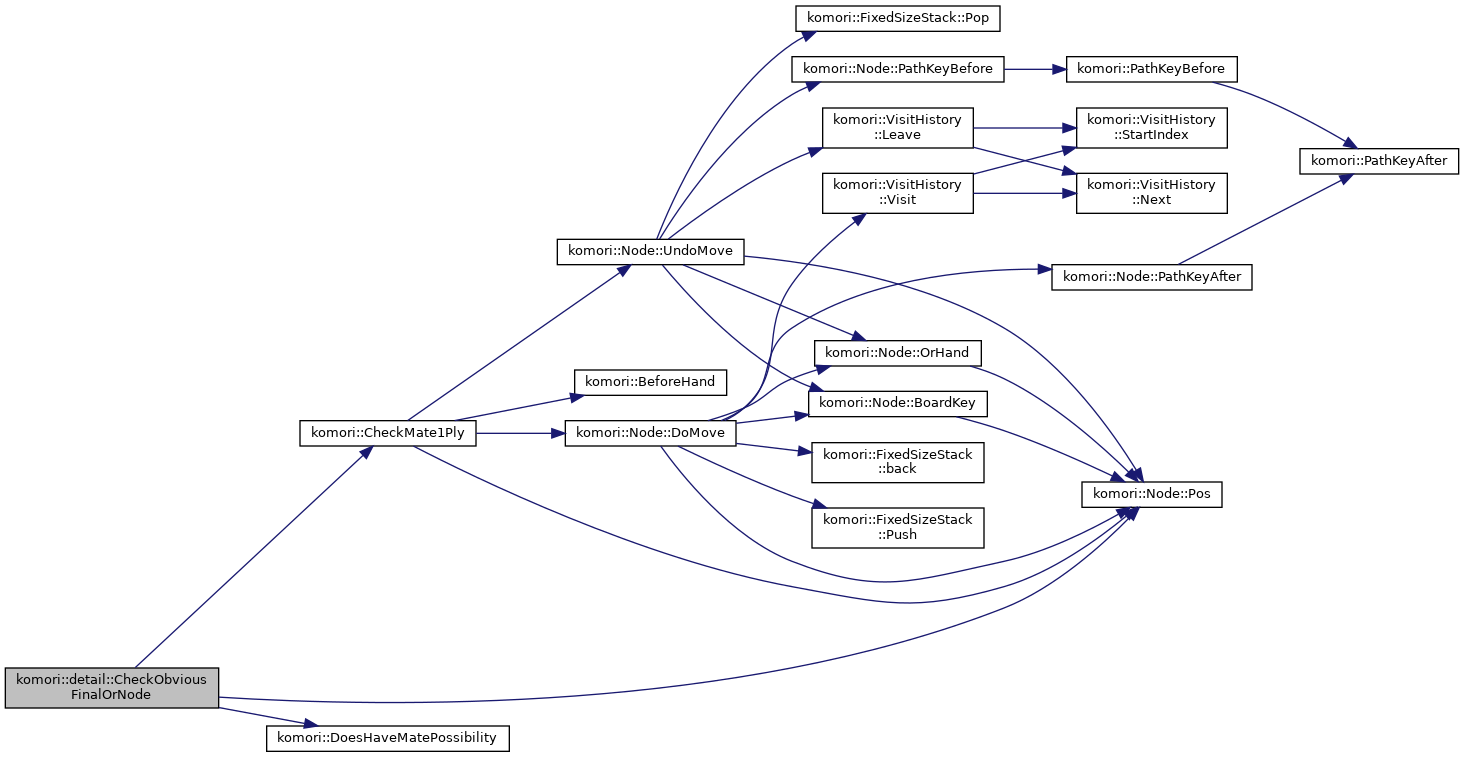 komori::FixedSizeStack::Pop
komori::Node::PathKeyBefore
komori::PathKeyBefore
komori::VisitHistory
::Leave
komori::VisitHistory
::StartIndex
komori::PathKeyAfter
komori::VisitHistory
::Visit
komori::VisitHistory
::Next
komori::Node::UndoMove
komori::Node::PathKeyAfter
komori::Node::OrHand
komori::BeforeHand
komori::Node::BoardKey
komori::CheckMate1Ply
komori::Node::DoMove
komori::FixedSizeStack
::back
komori::Node::Pos
komori::FixedSizeStack
::Push
komori::detail::CheckObvious
FinalOrNode
komori::DoesHaveMatePossibility